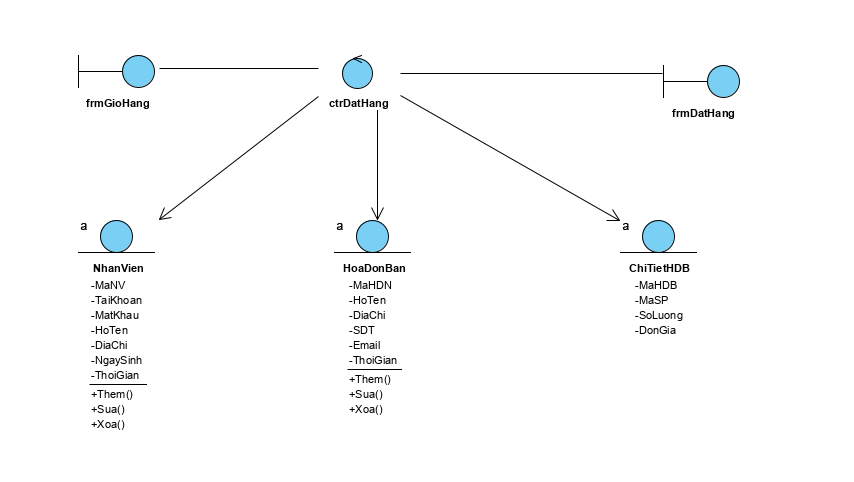 frmGioHang
ctrDatHang
frmDatHang
a
NhanVien
-MaNV
-TaiKhoan
-MatKhau
-HoTen
-DiaChi
-NgaySinh
-ThoiGian
+Them()
+Sua()
+Xoa()
a
HoaDonBan
-MaHDN
-HoTen
-DiaChi
-SDT
-Email
-ThoiGian
+Them()
+Sua()
+Xoa()
a
ChiTietHDB
-MaHDB
-MaSP
-SoLuong
-DonGia